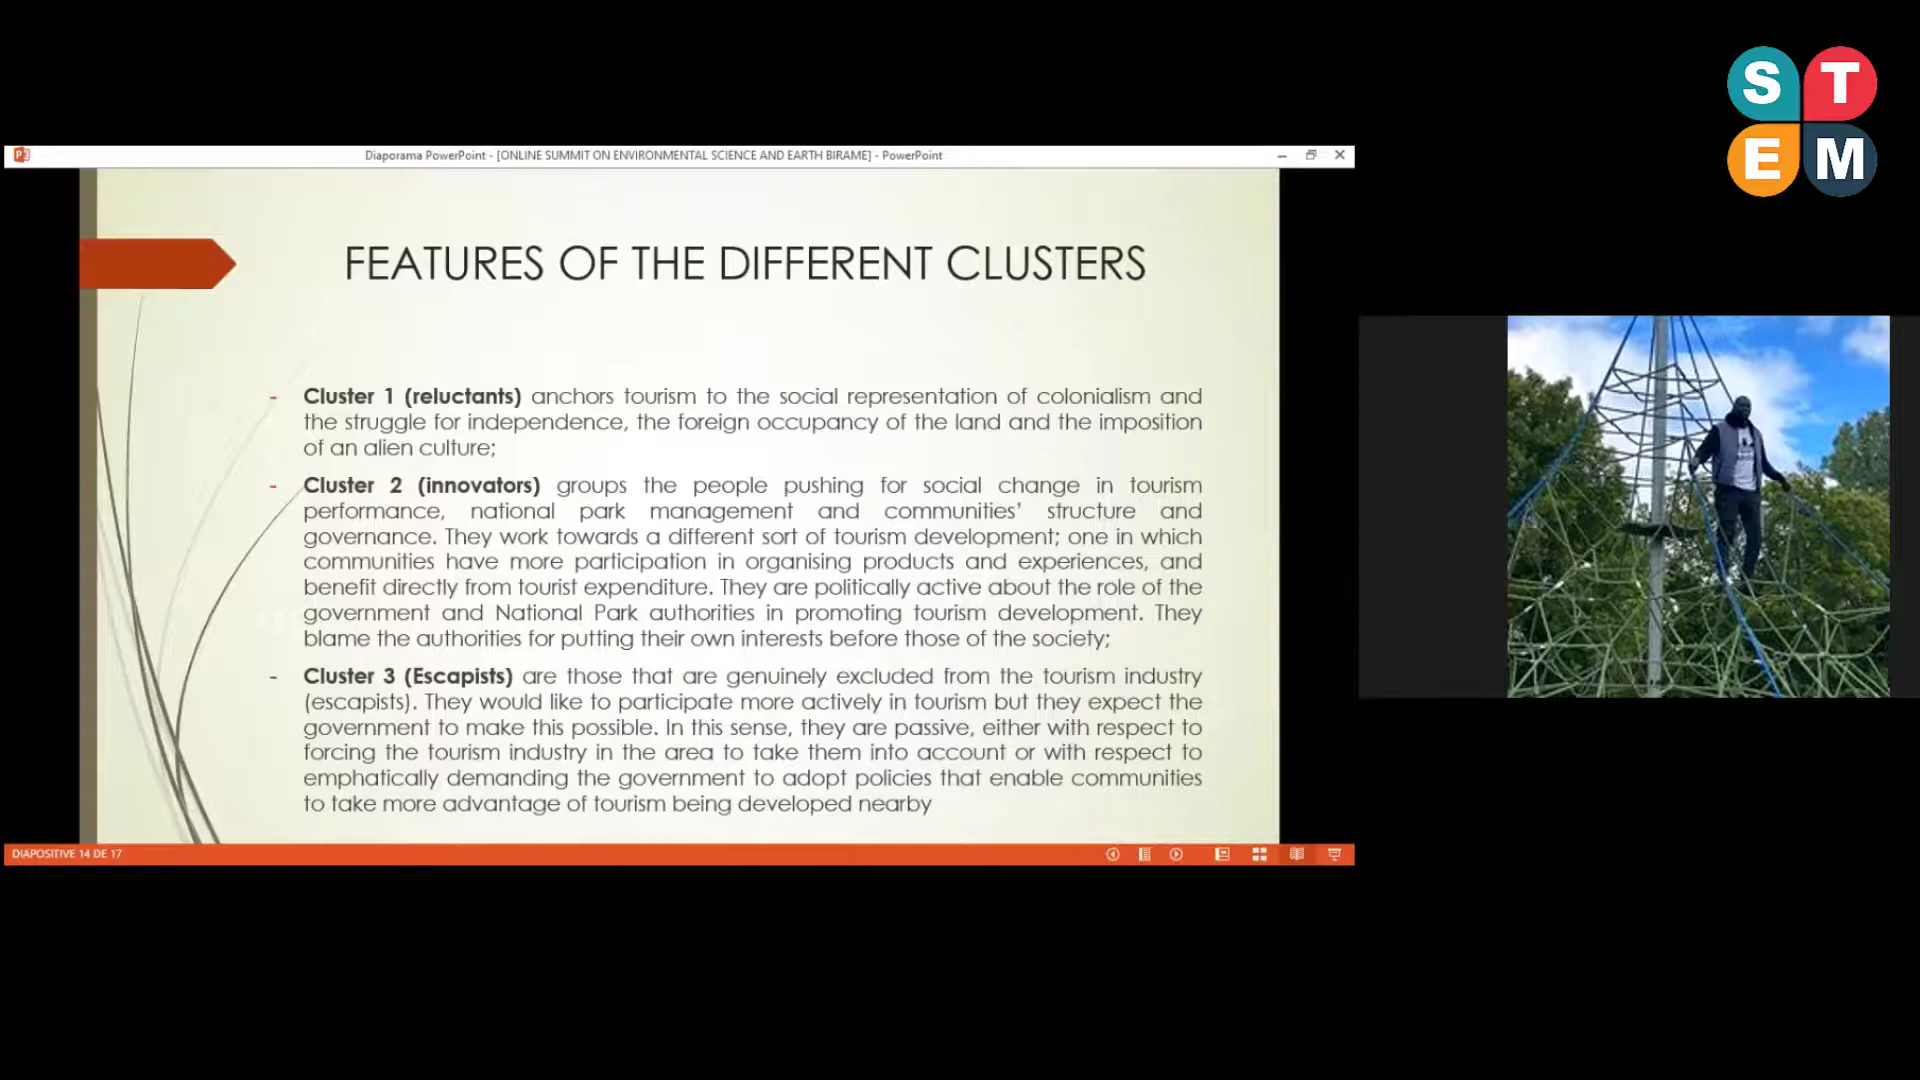 S T
E M
Diaporama PowerPoint - [ONLINE SUMMIT ON ENVIRONMENTAL SCIENCE AND EARTH BIRAME] - PowerPoint
FEATURES OF THE DIFFERENT CLUSTERS
- Cluster 1 (reluctants) anchors tourism to the social representation of colonialism and
the struggle for independence, the foreign occupancy of the land and the imposition
of an alien culture;
- Cluster 2 (innovators) groups the people pushing for social change in tourism
performance, national park management and communities' structure and
governance. They work towards a different sort of tourism development; one in which
communities have more participation in organising products and experiences, and
benefit directly from tourist expenditure. They are politically active about the role of the
government and National Park authorities in promoting tourism development. They
blame the authorities for putting their own interests before those of the society;
- Cluster 3 (Escapists) are those that are genuinely excluded from the tourism industry
(escapists). They would like to participate more actively in tourism but they expect the
government to make this possible. In this sense, they are passive, either with respect to
forcing the tourism industry in the area to take them into account or with respect to
emphatically demanding the government to adopt policies that enable communities
to take more advantage of tourism being developed nearby
DIAPOSITIVE 14 DE 17